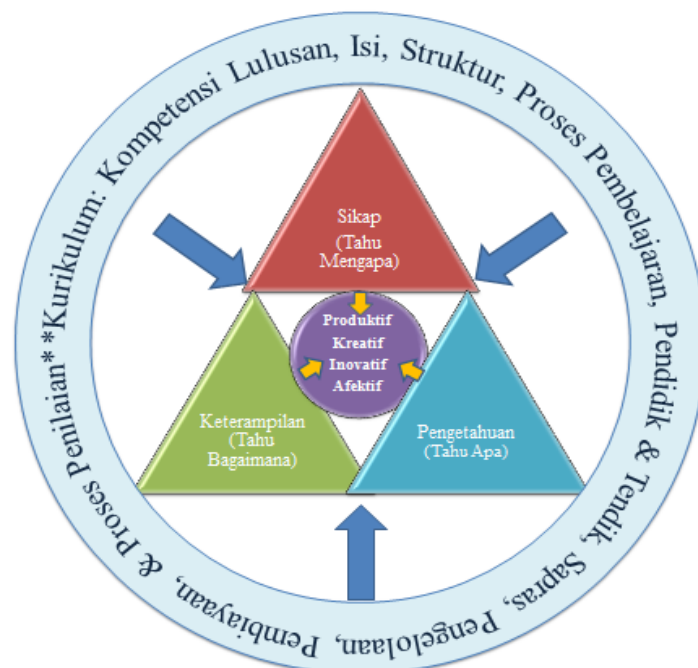 *Kurikulum: Kompetensi Lulusan, Isi, Struktur, Proses Pembelajaran, Pendidik & Tendik, Sapras, Pengelolaan, Pembiayaan, & Proses Penilaian*
Sikap
(Tahu
Mengapa)
Produktif
Kreatif
Inovatif
Afektif
Keterampilan
(Tahu
Bagaimana)
Pengetahuan
(Tahu Apa)